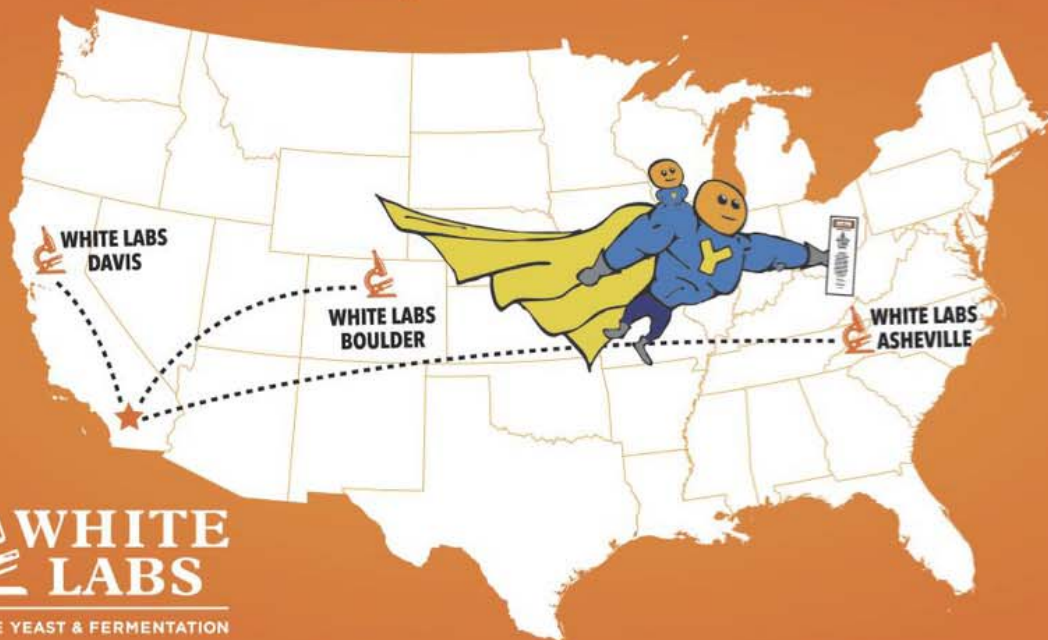 WHITE LABS
DAVIS
WHITE LABS
BOULDER
WHITE LABS
ASHEVILLE
Y
WHITE
LABS
YEAST & FERMENTATION